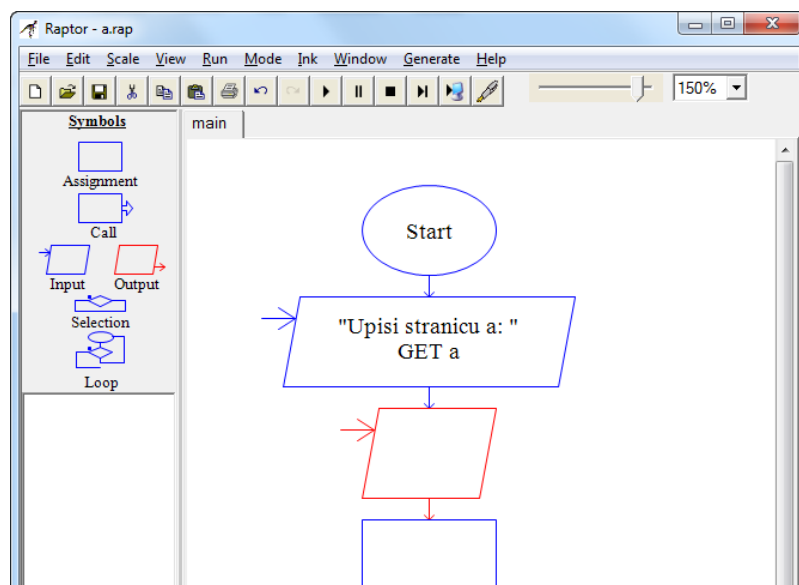 Raptor - a.rap
File Edit Scale View Run Mode Ink Window Generate Help
150%
Symbols
Assignment
Call
Input Output
Selection
Loop
main
Start
"Upisi stranicu a: "
GET a